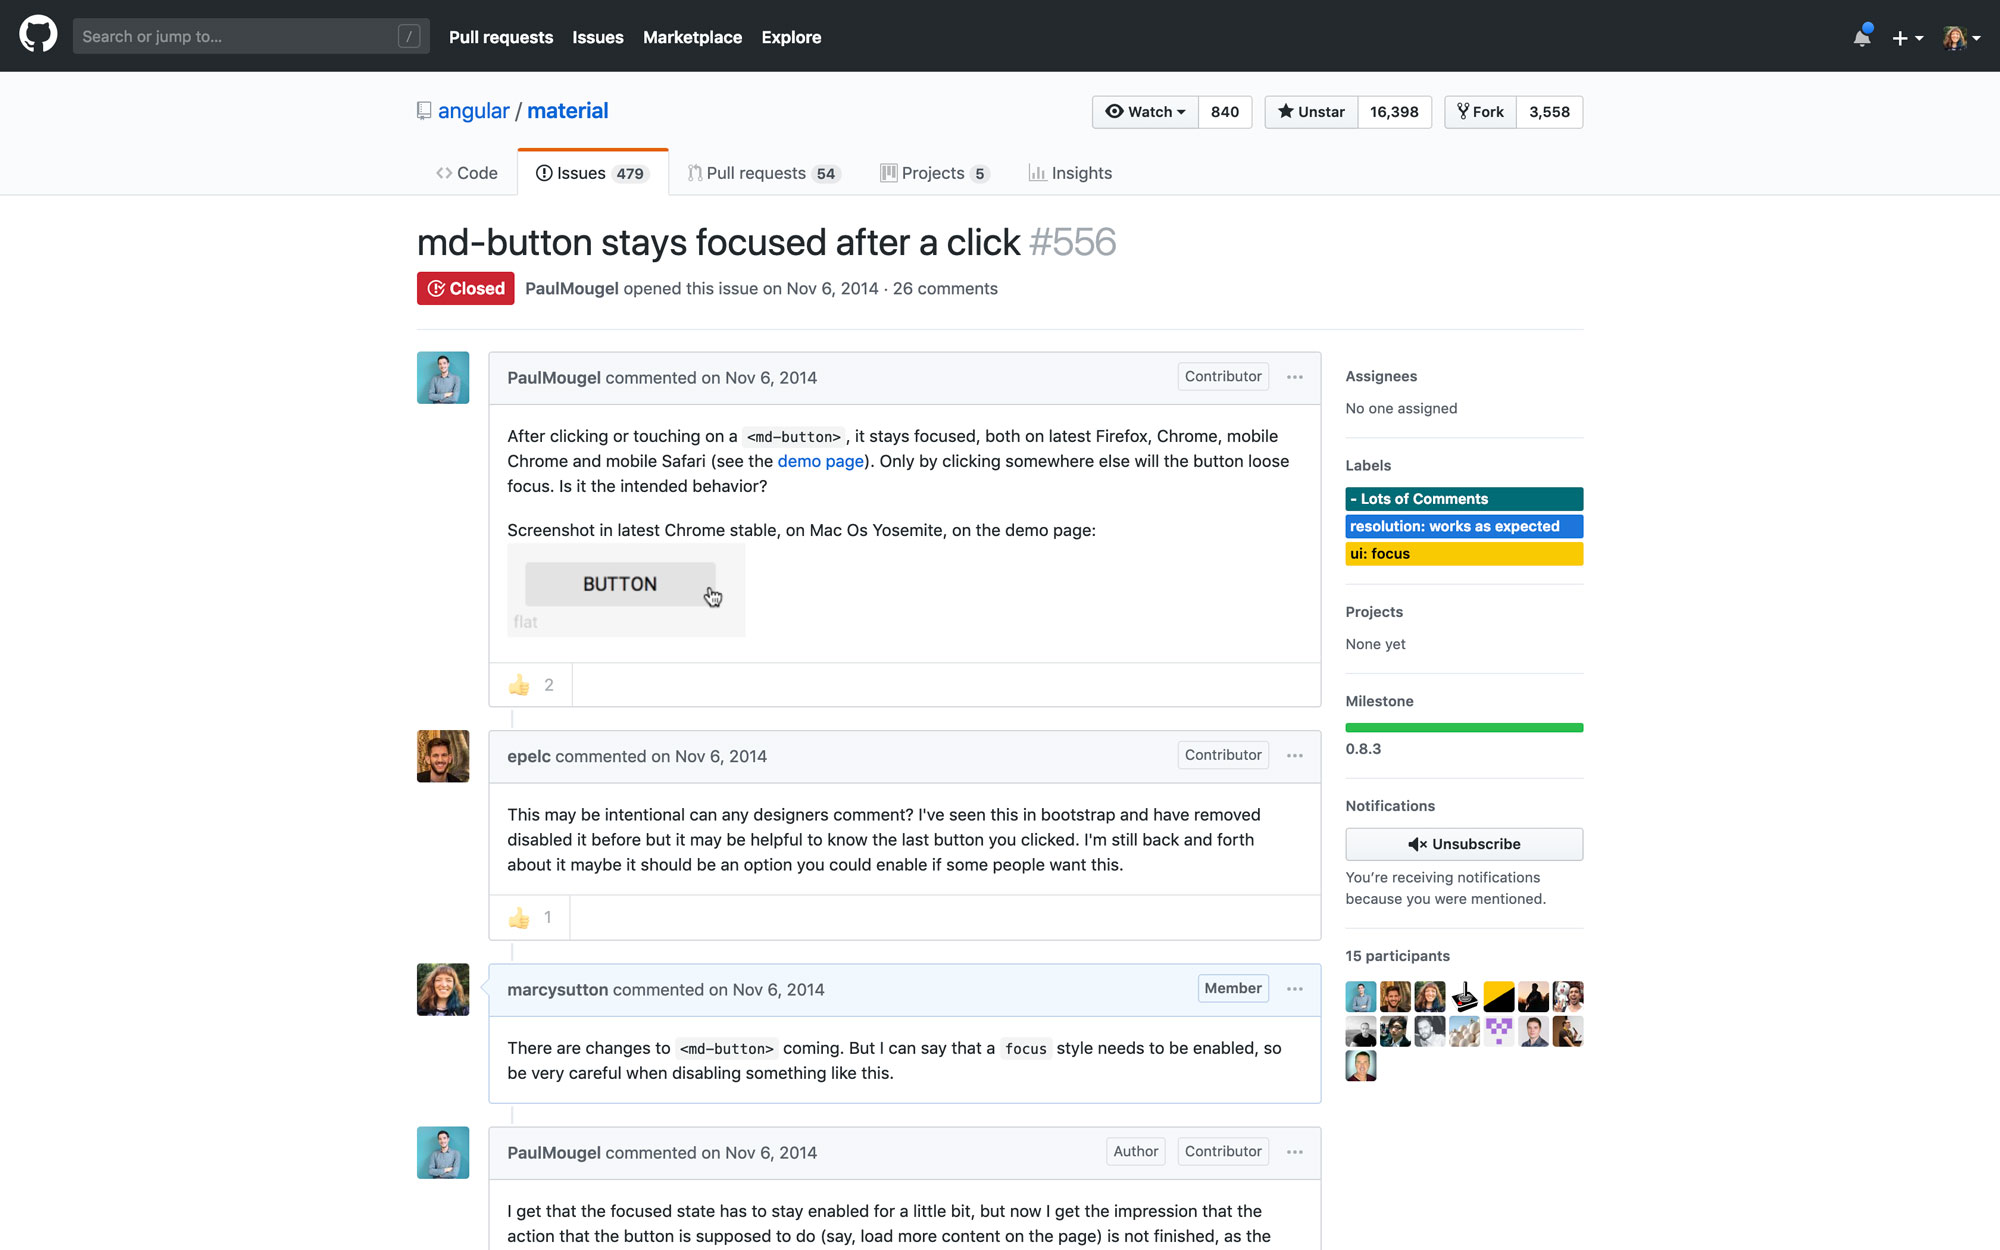 Search or jump to... /
Pull requests Issues Marketplace Explore
angular / material
Watch 840 Unstar 16,398 Fork 3,558
Code Issues 479 Pull requests 54 Projects 5 Insights
md-button stays focused after a click #556
Closed PaulMougel opened this issue on Nov 6, 2014 · 26 comments
PaulMougel commented on Nov 6, 2014 Contributor ...
After clicking or touching on a <md-button> , it stays focused, both on latest Firefox, Chrome, mobile
Chrome and mobile Safari (see the demo page). Only by clicking somewhere else will the button loose
focus. Is it the intended behavior?
Screenshot in latest Chrome stable, on Mac Os Yosemite, on the demo page:
BUTTON
flat
2
epelc commented on Nov 6, 2014 Contributor ...
This may be intentional can any designers comment? I've seen this in bootstrap and have removed
disabled it before but it may be helpful to know the last button you clicked. I'm still back and forth
about it maybe it should be an option you could enable if some people want this.
1
marcysutton commented on Nov 6, 2014 Member ...
There are changes to <md-button> coming. But I can say that a focus style needs to be enabled, so
be very careful when disabling something like this.
PaulMougel commented on Nov 6, 2014 Author Contributor ...
I get that the focused state has to stay enabled for a little bit, but now I get the impression that the
action that the button is supposed to do (say, load more content on the page) is not finished, as the
Assignees
No one assigned
Labels
- Lots of Comments
resolution: works as expected
ui: focus
Projects
None yet
Milestone
0.8.3
Notifications
Unsubscribe
You’re receiving notifications
because you were mentioned.
15 participants